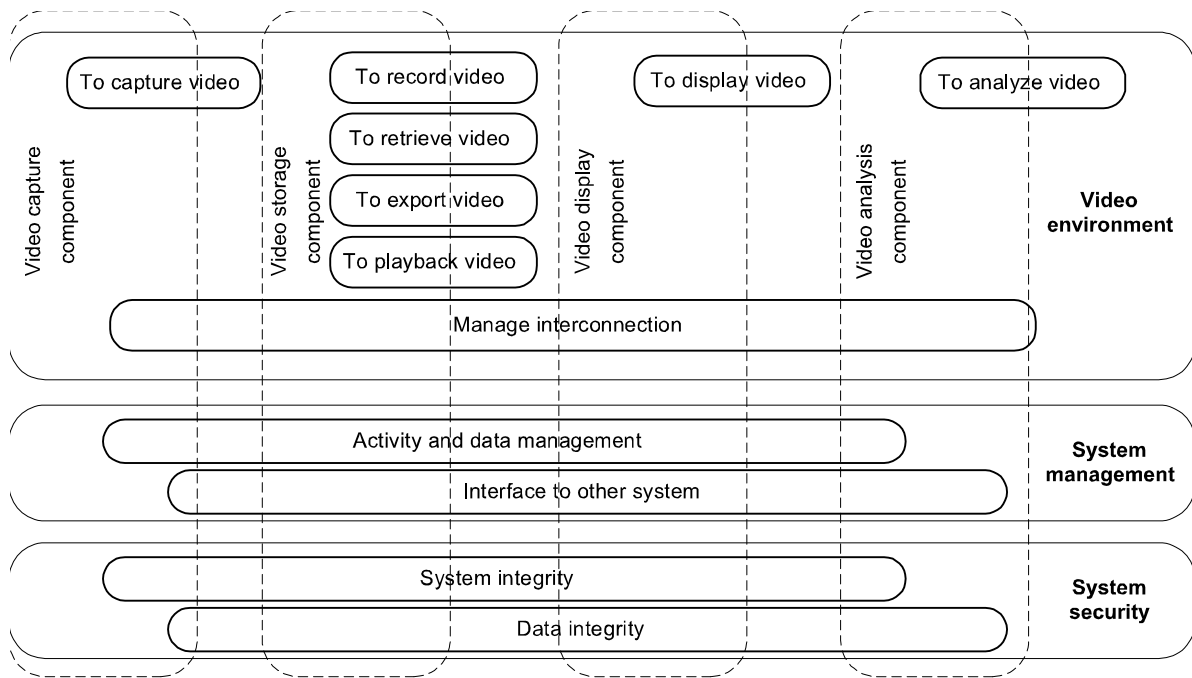 To capture video
To record video
To display video
To analyze video
To retrieve video
To export video
To playback video
Video capture
component
Video storage
component
Video display
component
Video analysis
component
Video
environment
Manage interconnection
Activity and data management
Interface to other system
System
management
System integrity
Data integrity
System
security